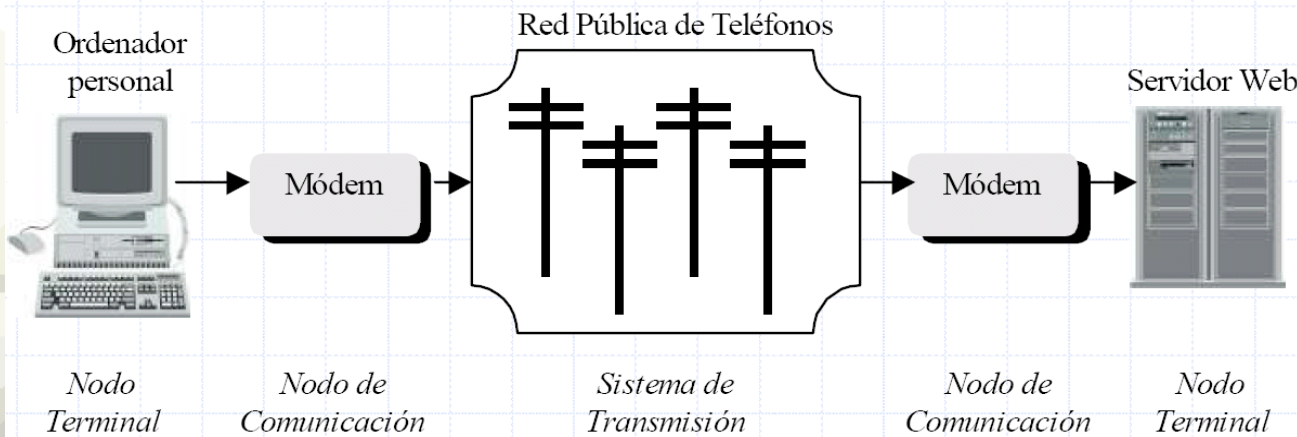 Red Pública de Teléfonos
Ordenador
personal
Servidor Web
Módem
Módem
Nodo
Terminal
Nodo de
Comunicación
Sistema de
Transmisión
Nodo de
Comunicación
Nodo
Terminal